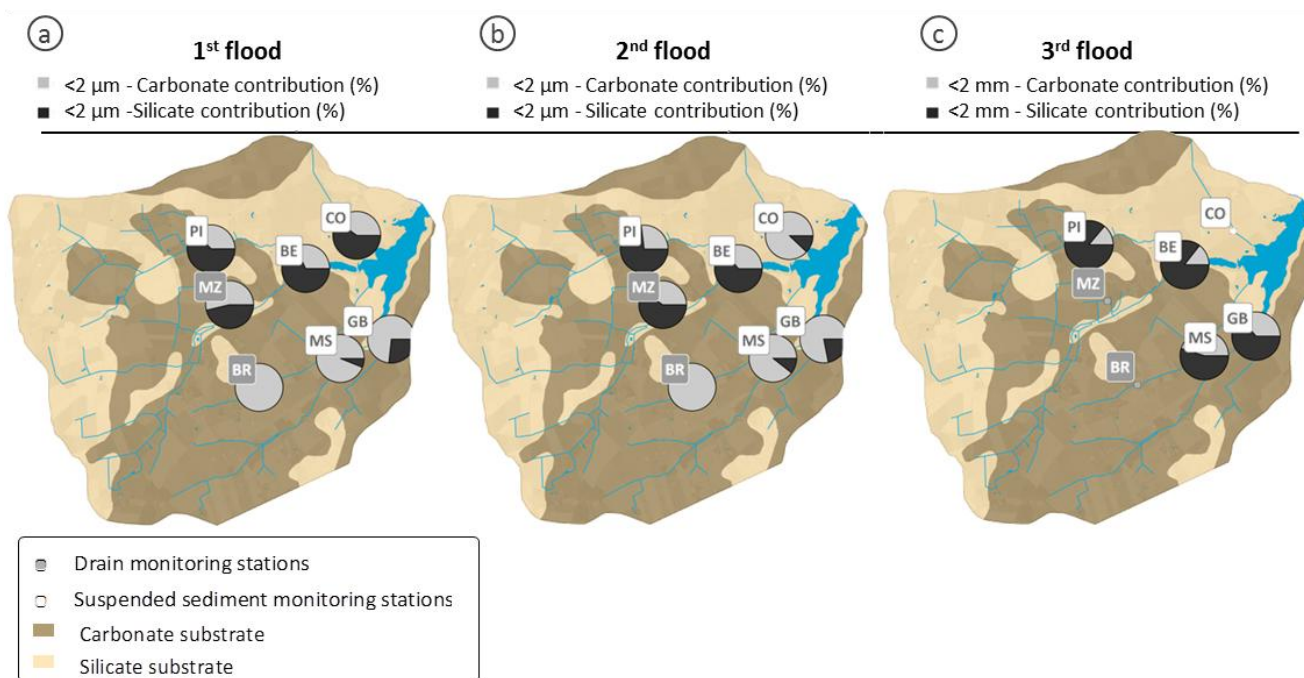 a
1st flood
<2 μm - Carbonate contribution (%)
<2 μm -Silicate contribution (%)
b
2nd flood
<2 μm - Carbonate contribution (%)
<2 μm - Silicate contribution (%)
c
3rd flood
<2 mm - Carbonate contribution (%)
<2 mm - Silicate contribution (%)
CO
PI
BE
MZ
GB
MS
BR
CO
PI
BE
MZ
GB
MS
BR
CO
PI
BE
MZ
GB
MS
BR
Drain monitoring stations
Suspended sediment monitoring stations
Carbonate substrate
Silicate substrate